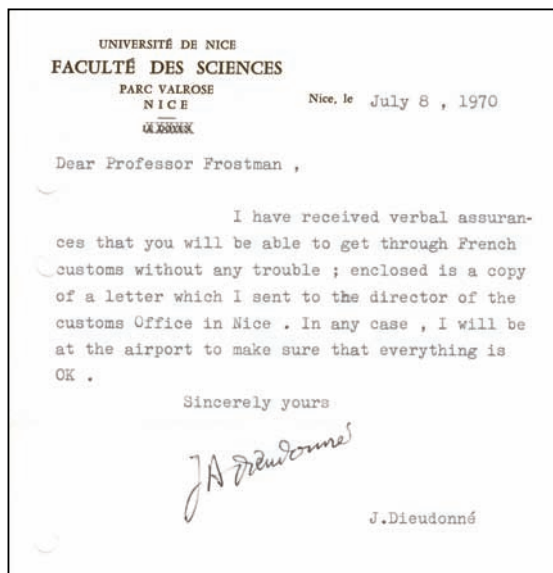 UNIVERSITÉ DE NICE
FACULTÉ DES SCIENCES
PARC VALROSE
NICE
Nice, le July 8 , 1970
Dear Professor Frostman ,
I have received verbal assuran-
ces that you will be able to get through French
customs without any trouble ; enclosed is a copy
of a letter which I sent to the director of the
customs Office in Nice . In any case , I will be
at the airport to make sure that everything is
OK .
Sincerely yours
JA Dieudonné
J.Dieudonné